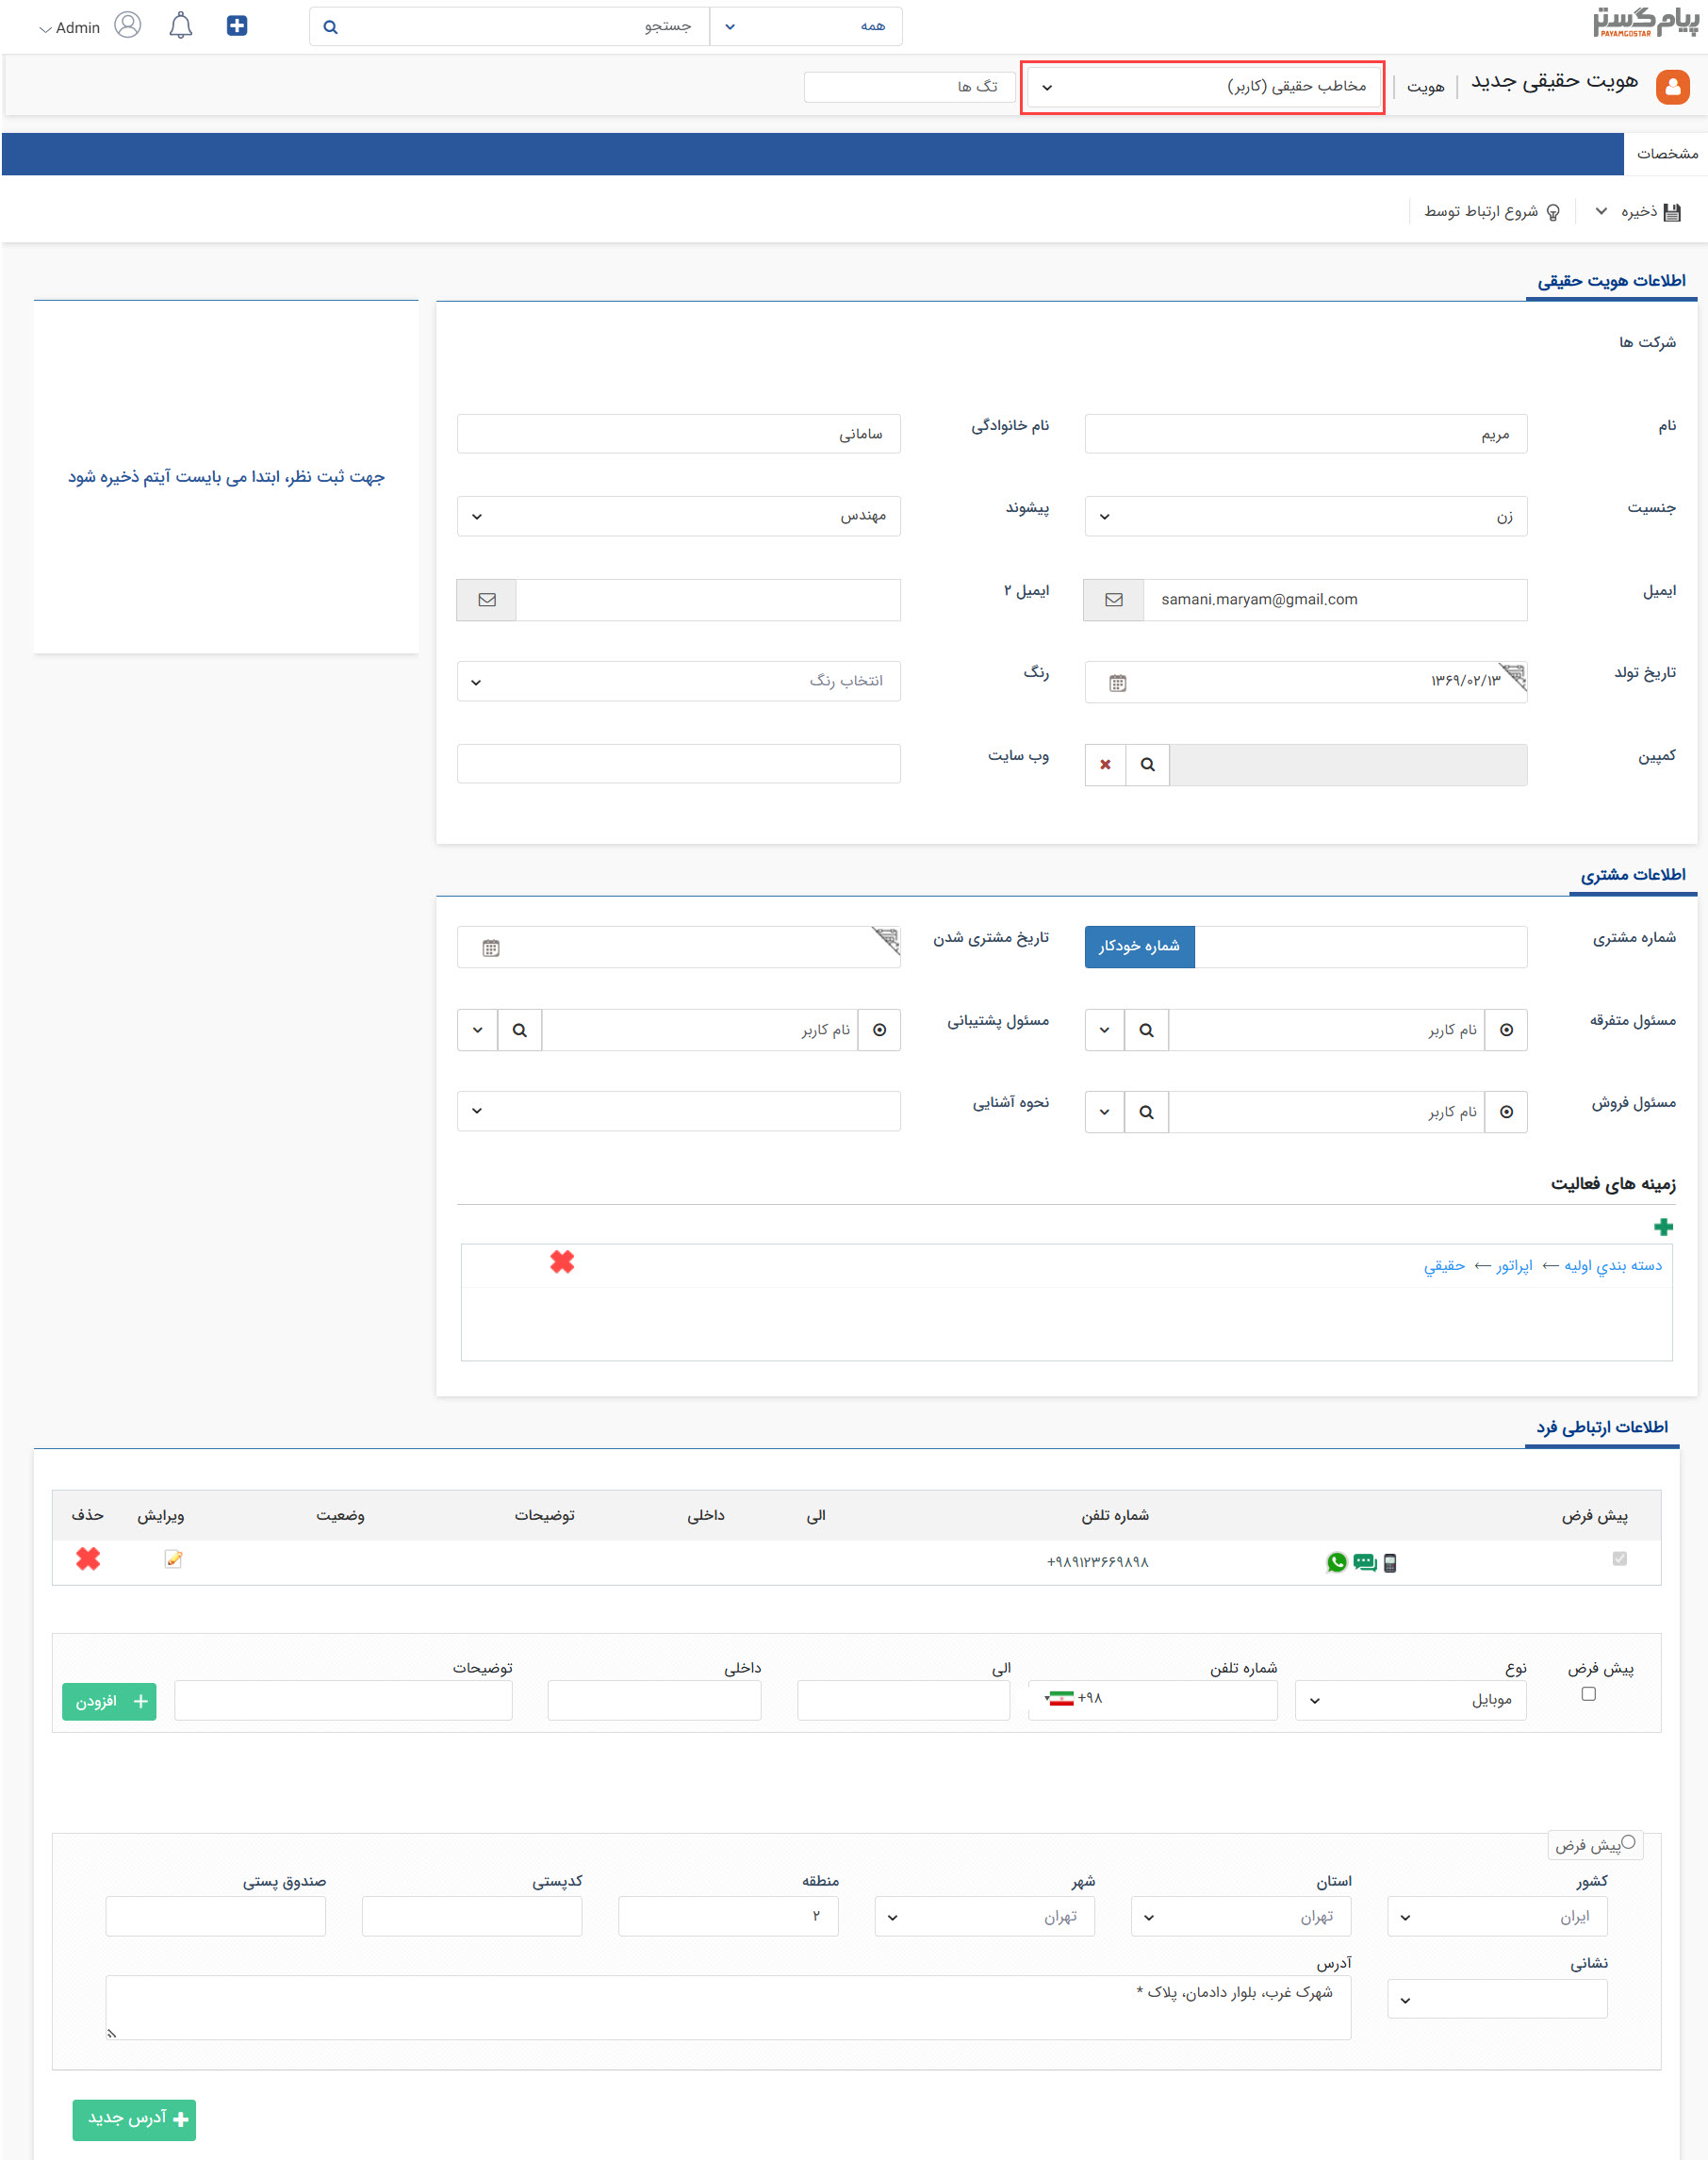 پیام گستر
PAYAMGOSTAR
همه
جستجو
Admin
هویت حقیقی جدید
هویت
مخاطب حقیقی (کاربر)
تگ ها
مشخصات
ذخیره
شروع ارتباط توسط
اطلاعات هویت حقیقی
شرکت ها
نام
مریم
نام خانوادگی
سامانی
جنسیت
زن
پیشوند
مهندس
ایمیل
samani.maryam@gmail.com
ایمیل ۲
تاریخ تولد
۱۳۶۹/۰۲/۱۳
رنگ
انتخاب رنگ
کمپین
وب سایت
جهت ثبت نظر، ابتدا می بایست آیتم ذخیره شود
اطلاعات مشتری
شماره مشتری
شماره خودکار
تاریخ مشتری شدن
مسئول متفرقه
نام کاربر
مسئول پشتیبانی
نام کاربر
مسئول فروش
نام کاربر
نحوه آشنایی
زمینه های فعالیت
دسته بندي اوليه ← اپراتور ← حقيقي
اطلاعات ارتباطی فرد
پیش فرض شماره تلفن الی داخلی توضیحات وضعیت ویرایش حذف
+۹۸۹۱۲۳۶۶۹۸۹۸
پیش فرض نوع شماره تلفن الی داخلی توضیحات
موبایل +۹۸ افزودن
پیش فرض
کشور استان شهر منطقه کدپستی صندوق پستی
ایران تهران تهران ۲
نشانی آدرس
شهرک غرب، بلوار دادمان، پلاک *
آدرس جدید